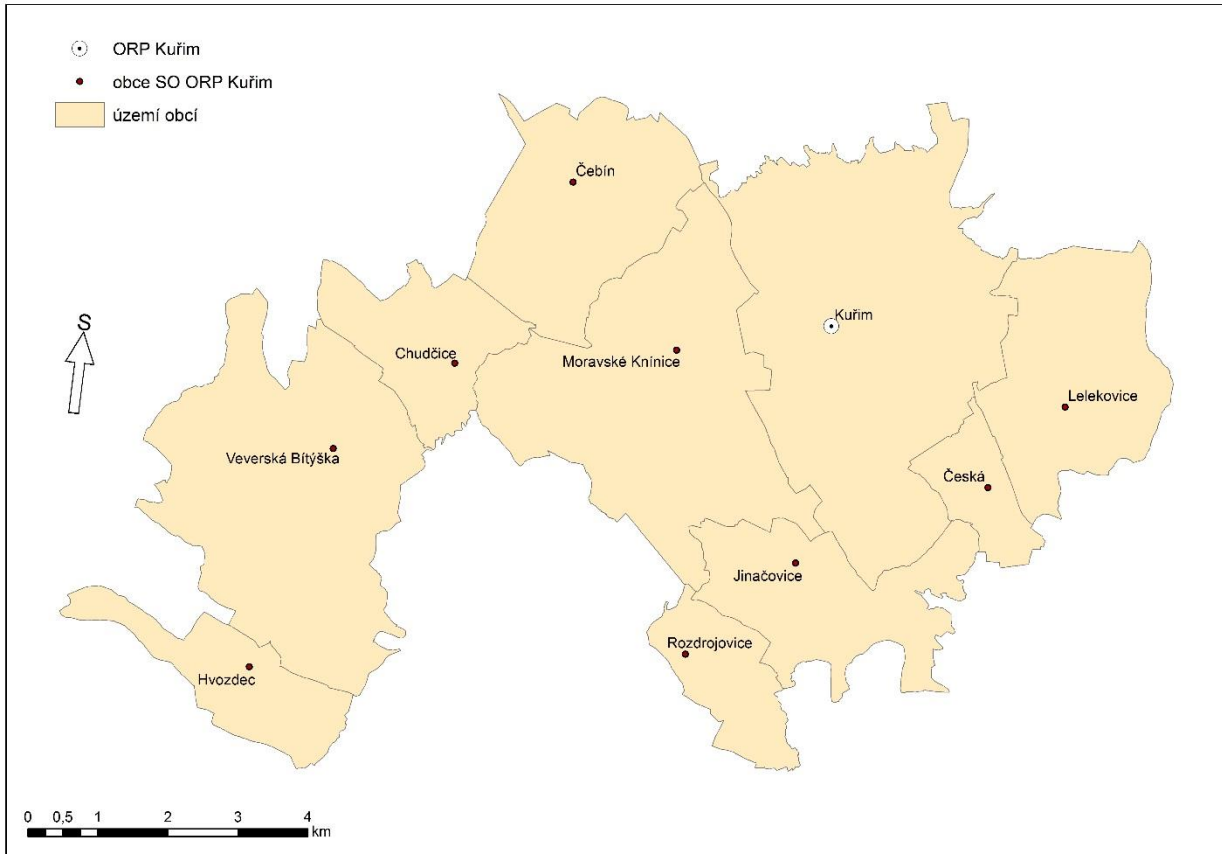 ORP Kuřim
obce SO ORP Kuřim
území obcí
Čebín
S
Kuřim
Chudčice
Moravské Knínice
Lelekovice
Veverská Bítýška
Česká
Jinačovice
Rozdrojovice
Hvozdec
0 0,5 1 2 3 4
km